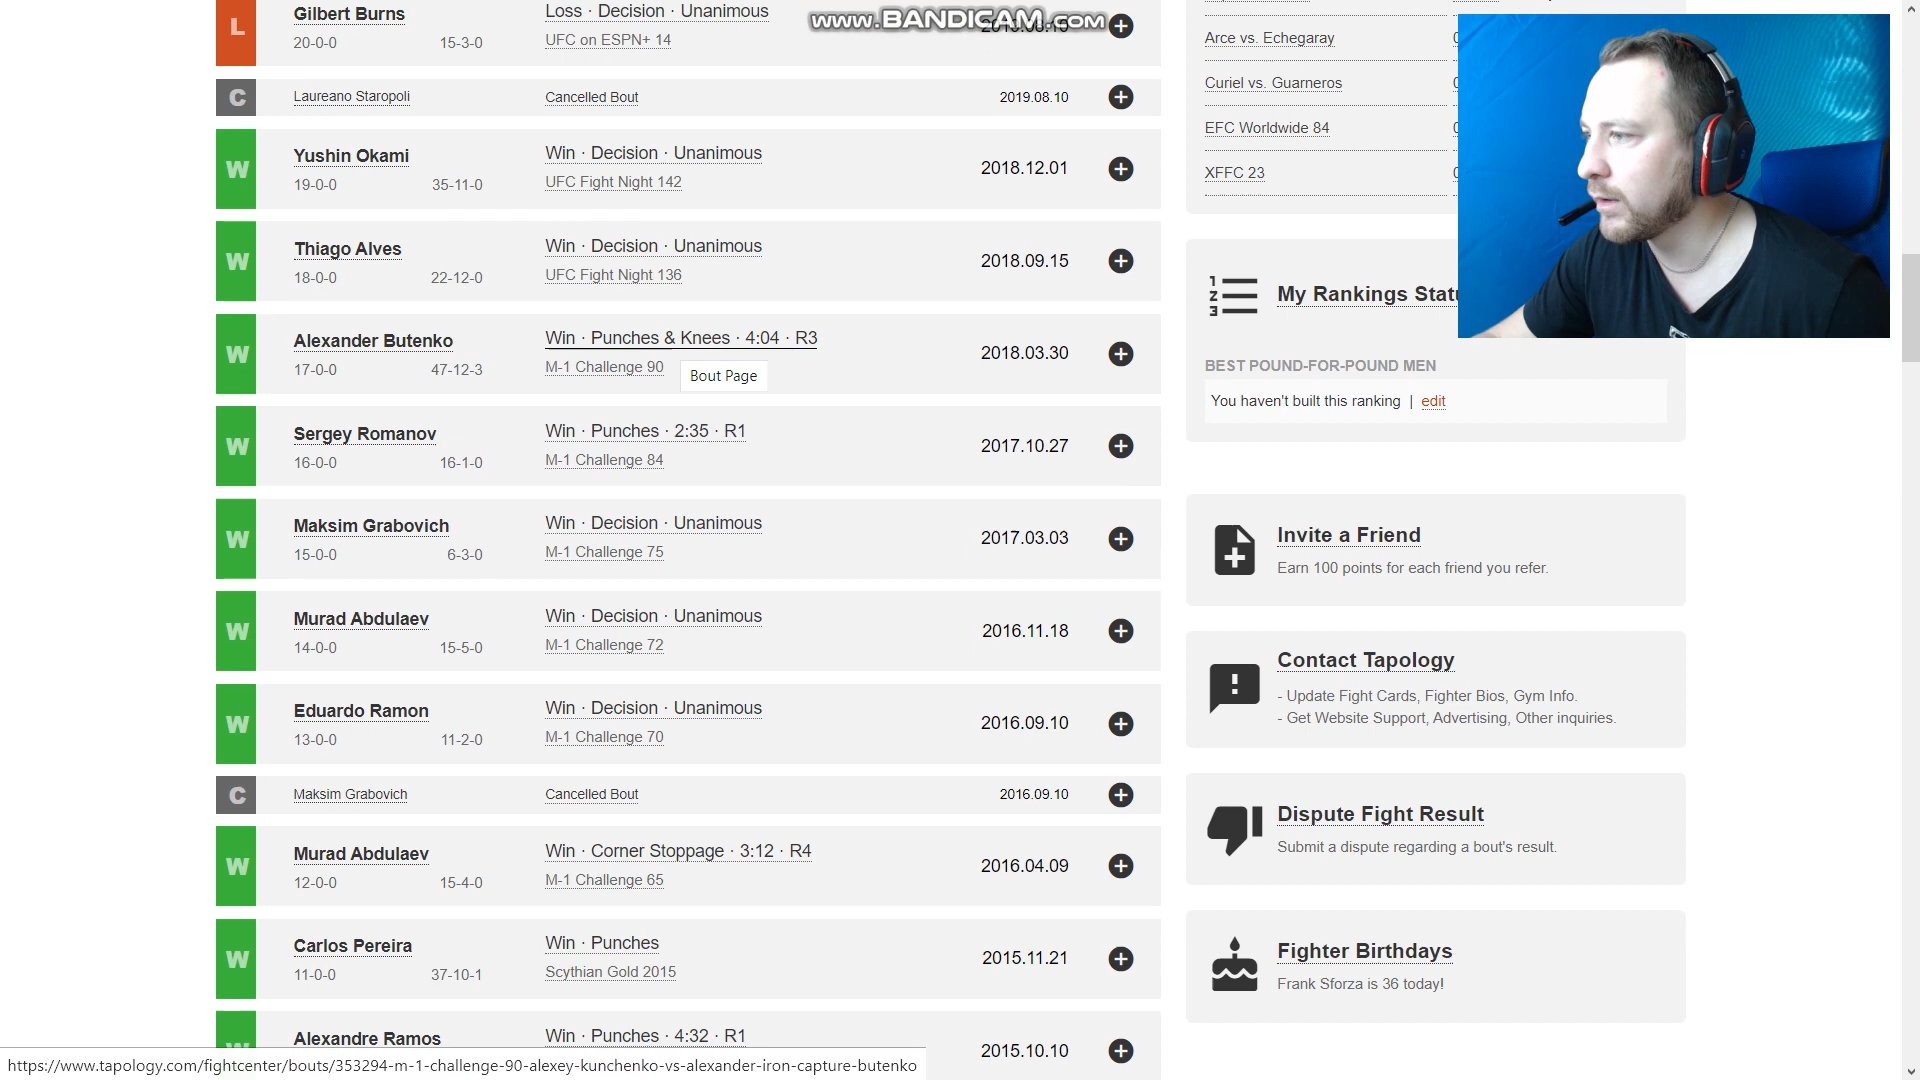 www.BANDICAM.com
L
Gilbert Burns
20-0-0
15-3-0
Loss · Decision · Unanimous
UFC on ESPN+ 14
C
Laureano Staropoli
Cancelled Bout
2019.08.10
W
Yushin Okami
19-0-0
35-11-0
Win · Decision · Unanimous
UFC Fight Night 142
2018.12.01
W
Thiago Alves
18-0-0
22-12-0
Win · Decision · Unanimous
UFC Fight Night 136
2018.09.15
W
Alexander Butenko
17-0-0
47-12-3
Win · Punches & Knees · 4:04 · R3
M-1 Challenge 90
Bout Page
2018.03.30
W
Sergey Romanov
16-0-0
16-1-0
Win · Punches · 2:35 · R1
M-1 Challenge 84
2017.10.27
W
Maksim Grabovich
15-0-0
6-3-0
Win · Decision · Unanimous
M-1 Challenge 75
2017.03.03
W
Murad Abdulaev
14-0-0
15-5-0
Win · Decision · Unanimous
M-1 Challenge 72
2016.11.18
W
Eduardo Ramon
13-0-0
11-2-0
Win · Decision · Unanimous
M-1 Challenge 70
2016.09.10
C
Maksim Grabovich
Cancelled Bout
2016.09.10
W
Murad Abdulaev
12-0-0
15-4-0
Win · Corner Stoppage · 3:12 · R4
M-1 Challenge 65
2016.04.09
W
Carlos Pereira
11-0-0
37-10-1
Win · Punches
Scythian Gold 2015
2015.11.21
W
Alexandre Ramos
Win · Punches · 4:32 · R1
2015.10.10
https://www.tapology.com/fightcenter/bouts/353294-m-1-challenge-90-alexey-kunchenko-vs-alexander-iron-capture-butenko
Arce vs. Echegaray
Curiel vs. Guarneros
EFC Worldwide 84
XFFC 23
My Rankings
BEST POUND-FOR-POUND MEN
You haven't built this ranking | edit
Invite a Friend
Earn 100 points for each friend you refer.
Contact Tapology
- Update Fight Cards, Fighter Bios, Gym Info.
- Get Website Support, Advertising, Other inquiries.
Dispute Fight Result
Submit a dispute regarding a bout's result.
Fighter Birthdays
Frank Sforza is 36 today!